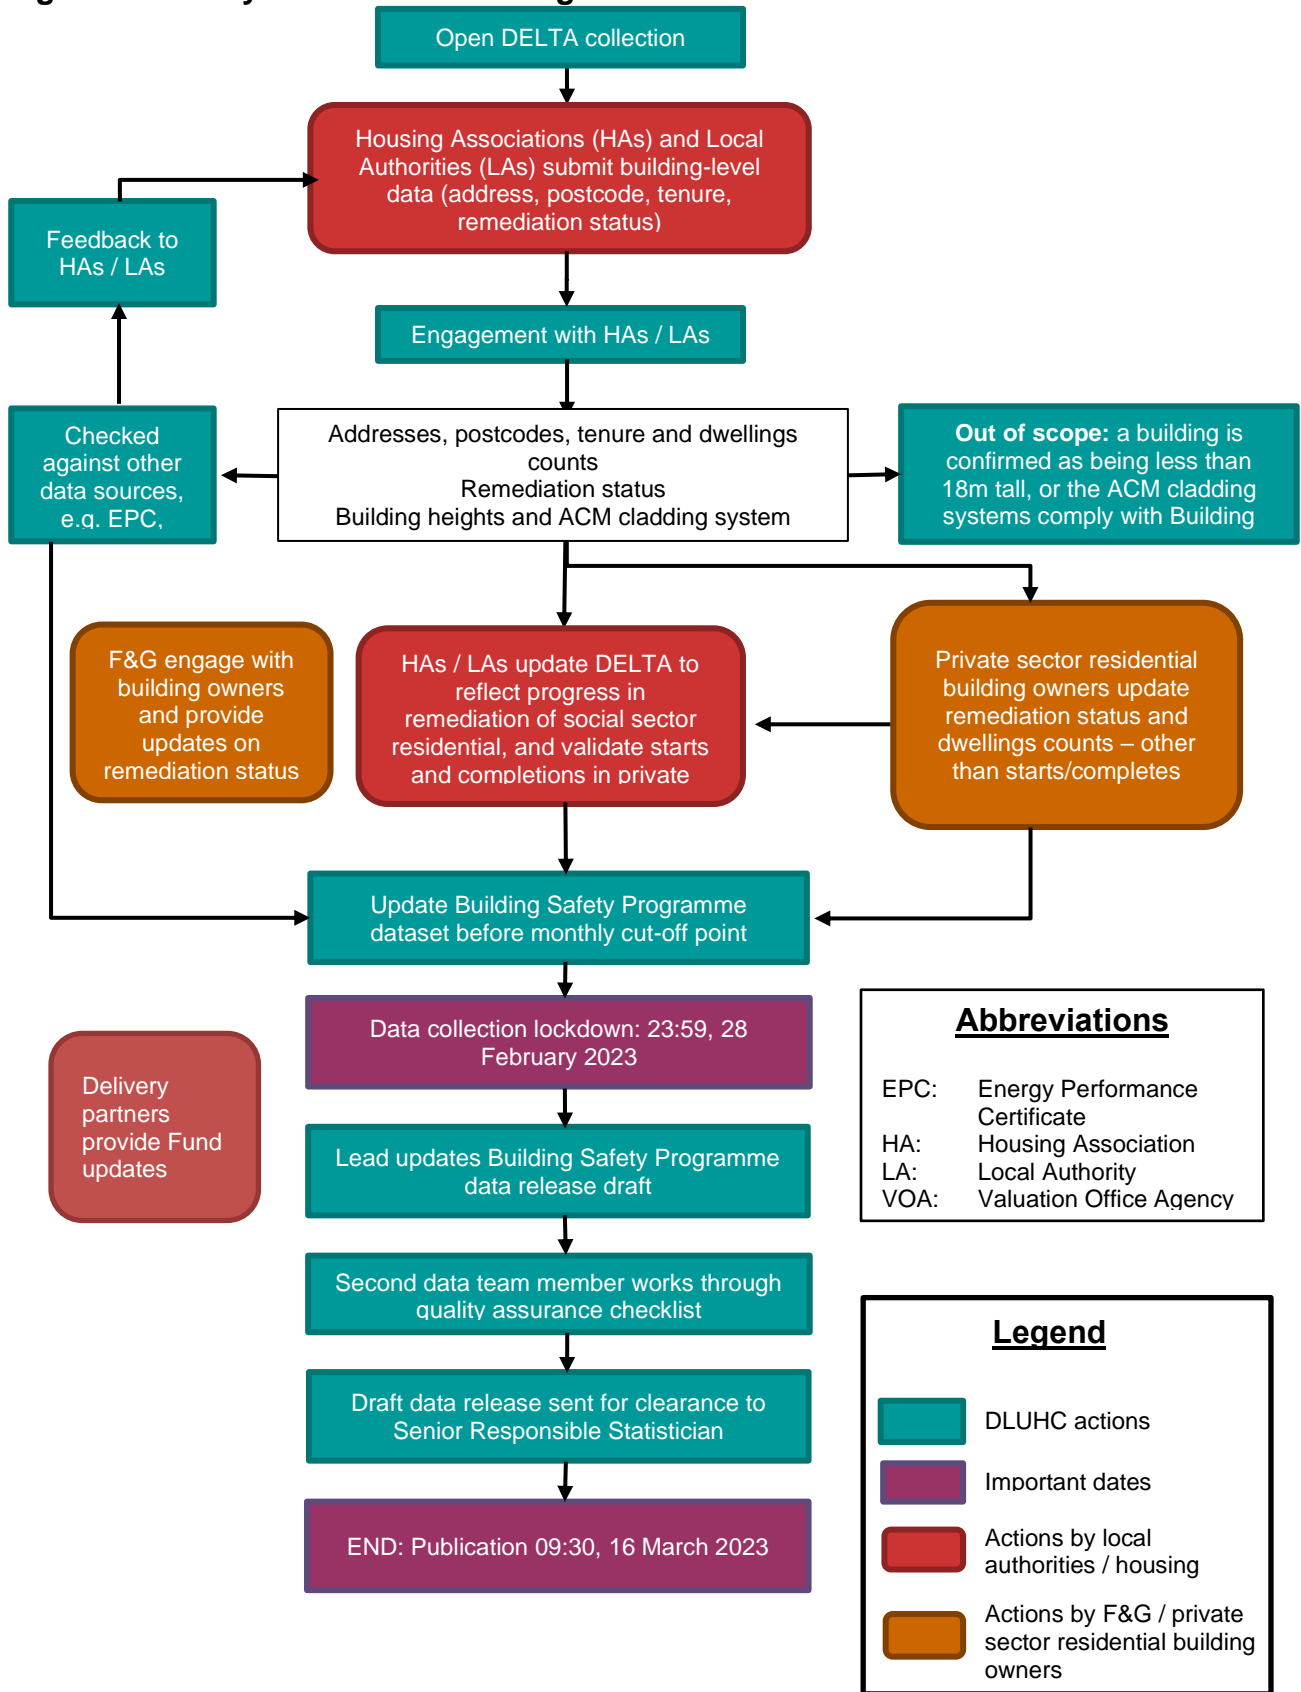 Open DELTA collection
Housing Associations (HAs) and Local
Authorities (LAs) submit building-level
data (address, postcode, tenure,
remediation status)
Feedback to
HAs / LAs
Engagement with HAs / LAs
Checked
against other
data sources,
e.g. EPC,
Addresses, postcodes, tenure and dwellings
counts
Remediation status
Building heights and ACM cladding system
Out of scope: a building is
confirmed as being less than
18m tall, or the ACM cladding
systems comply with Building
F&G engage with
building owners
and provide
updates on
remediation status
HAs / LAs update DELTA to
reflect progress in
remediation of social sector
residential, and validate starts
and completions in private
Private sector residential
building owners update
remediation status and
dwellings counts – other
than starts/completes
Update Building Safety Programme
dataset before monthly cut-off point
Data collection lockdown: 23:59, 28
February 2023
Delivery
partners
provide Fund
updates
Lead updates Building Safety Programme
data release draft
Second data team member works through
quality assurance checklist
Draft data release sent for clearance to
Senior Responsible Statistician
END: Publication 09:30, 16 March 2023
Abbreviations
EPC: Energy Performance
Certificate
HA: Housing Association
LA: Local Authority
VOA: Valuation Office Agency
Legend
DLUHC actions
Important dates
Actions by local
authorities / housing
Actions by F&G / private
sector residential building
owners